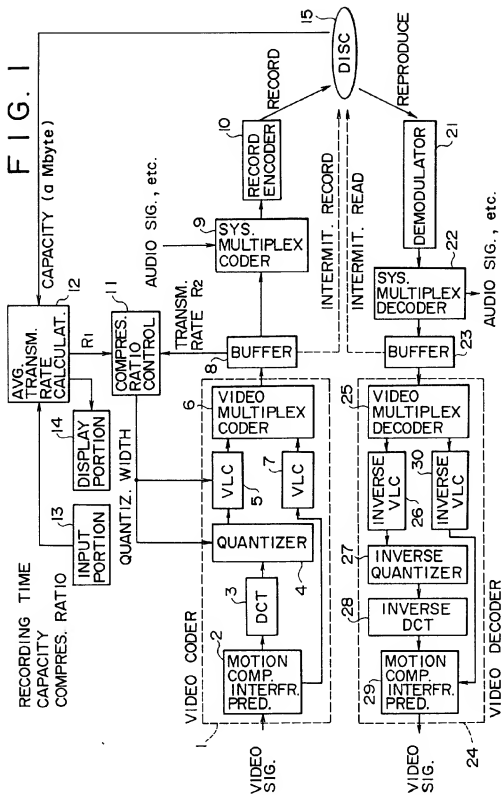 FIG. 1
RECORDING TIME
CAPACITY
COMPRES. RATIO
13
INPUT
PORTION
14
DISPLAY
PORTION
12
AVG.
TRANSM.
RATE
CALCULAT.
CAPACITY (a Mbyte)
R1
11
COMPRES.
RATIO
CONTROL
QUANTIZ. WIDTH
TRANSM.
RATE R2
AUDIO SIG., etc.
VIDEO SIG.
VIDEO CODER
1
2
MOTION
COMP.
INTERFR.
PRED.
3
DCT
4
QUANTIZER
5
VLC
7
VLC
6
VIDEO
MULTIPLEX
CODER
8
BUFFER
9
SYS.
MULTIPLEX
CODER
10
RECORD
ENCODER
RECORD
15
DISC
INTERMIT. RECORD
INTERMIT. READ
REPRODUCE
DEMODULATOR
21
SYS.
MULTIPLEX
DECODER
22
AUDIO SIG., etc.
BUFFER
23
25
VIDEO
MULTIPLEX
DECODER
INVERSE
VLC
26
30
INVERSE
VLC
27
INVERSE
QUANTIZER
28
INVERSE
DCT
29
MOTION
COMP.
INTERFR.
PRED.
24
VIDEO DECODER
VIDEO
SIG.